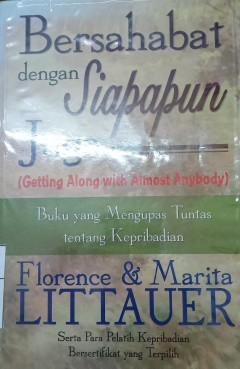 Bersahabat
dengan Siapapun
(Getting Along with Almost Anybody)
Buku yang Mengupas Tuntas
tentang Kepribadian
Florence & Marita
LITTAUER
Serta Para Pelatih Kepribadian
Bersertifikat yang Terpilih